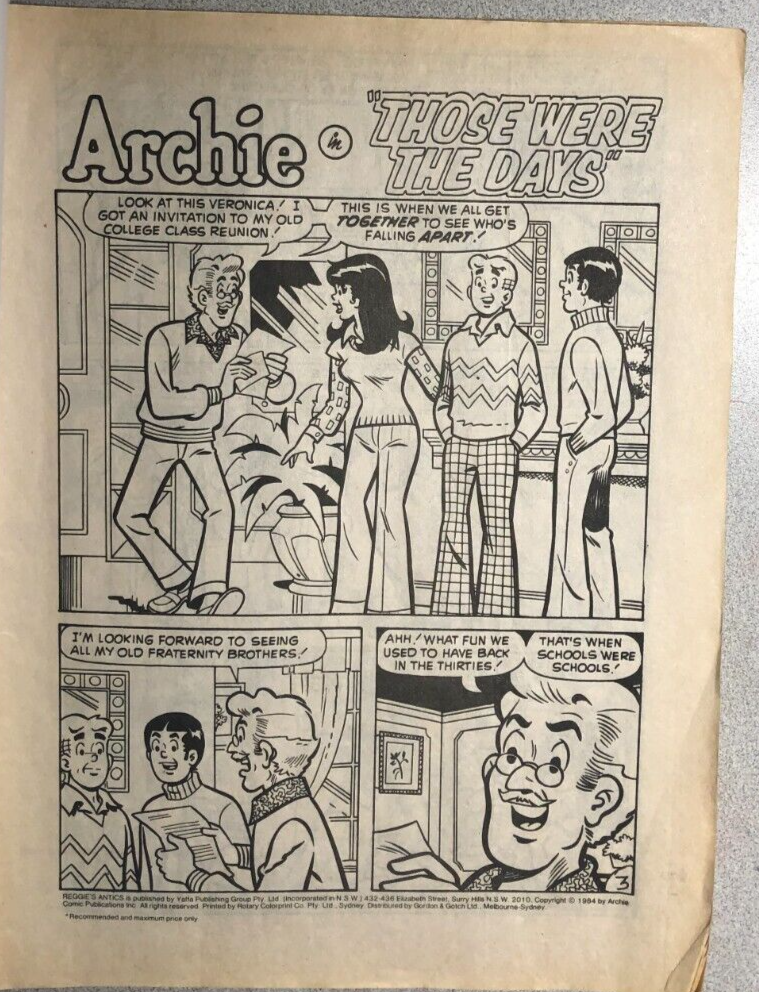 Archie in "THOSE WERE
THE DAYS"
LOOK AT THIS VERONICA! I
GOT AN INVITATION TO MY OLD
COLLEGE CLASS REUNION!
THIS IS WHEN WE ALL GET
TOGETHER TO SEE WHO'S
FALLING APART!
I'M LOOKING FORWARD TO SEEING
ALL MY OLD FRATERNITY BROTHERS!
AHH! WHAT FUN WE
USED TO HAVE BACK
IN THE THIRTIES!
THAT'S WHEN
SCHOOLS WERE
SCHOOLS!
3
REGGIE'S ANTICS is published by Yaffa Publishing Group Pty. Ltd. (Incorporated in N.S.W.) 432-436 Elizabeth Street, Surry Hills N.S.W. 2010. Copyright © 1984 by Archie
Comic Publications Inc. All rights reserved. Printed by Rotary Colorprint Co. Pty. Ltd., Sydney. Distributed by Gordon & Gotch Ltd., Melbourne-Sydney.
*Recommended and maximum price only